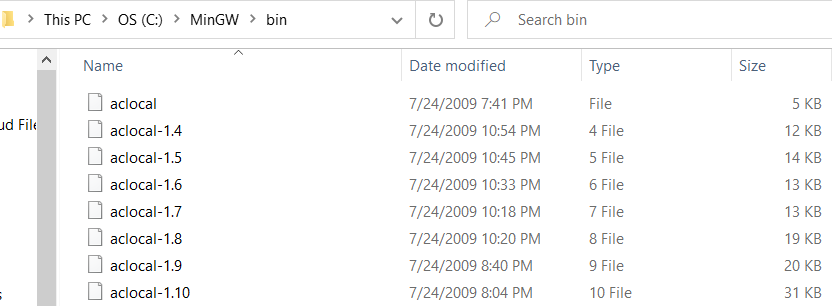 This PC > OS (C:) > MinGW > bin Search bin
Name Date modified Type Size
ud File
aclocal 7/24/2009 7:41 PM File 5 KB
aclocal-1.4 7/24/2009 10:54 PM 4 File 12 KB
aclocal-1.5 7/24/2009 10:45 PM 5 File 14 KB
aclocal-1.6 7/24/2009 10:33 PM 6 File 13 KB
aclocal-1.7 7/24/2009 10:18 PM 7 File 13 KB
aclocal-1.8 7/24/2009 10:20 PM 8 File 19 KB
aclocal-1.9 7/24/2009 8:40 PM 9 File 20 KB
aclocal-1.10 7/24/2009 8:04 PM 10 File 31 KB